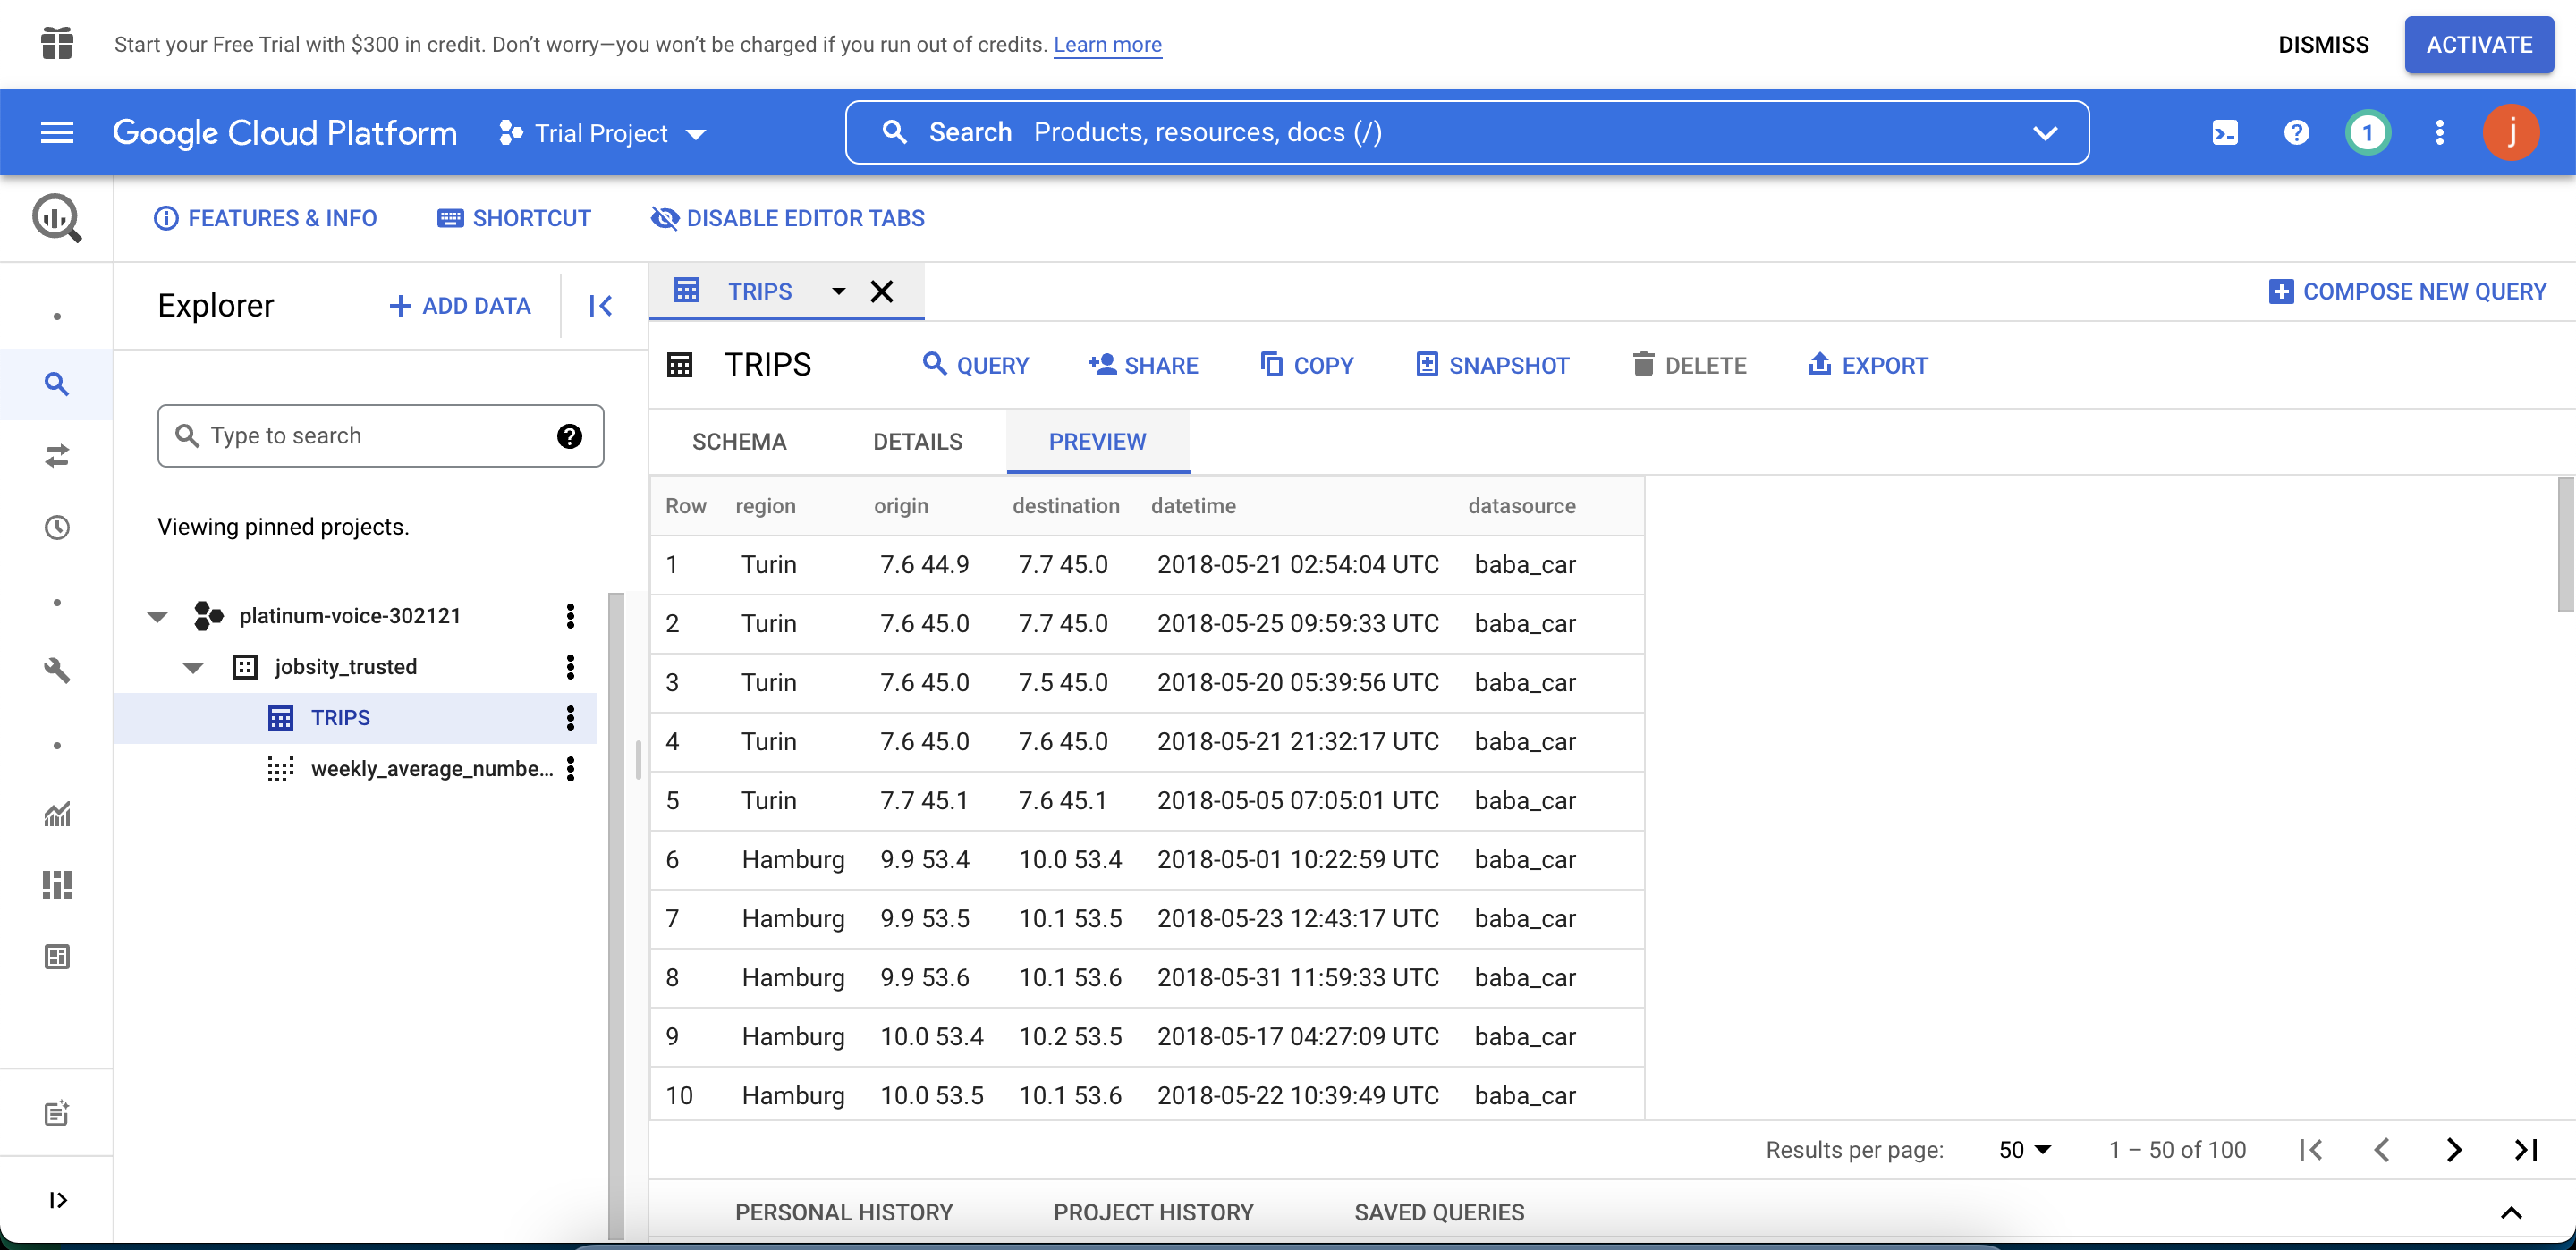 Start your Free Trial with $300 in credit. Don’t worry—you won’t be charged if you run out of credits. Learn more
DISMISS
ACTIVATE
Google Cloud Platform
Trial Project
Search Products, resources, docs (/)
1
j
FEATURES & INFO
SHORTCUT
DISABLE EDITOR TABS
Explorer
ADD DATA
TRIPS
COMPOSE NEW QUERY
Type to search
Viewing pinned projects.
platinum-voice-302121
jobsity_trusted
TRIPS
weekly_average_numbe...
TRIPS
QUERY
SHARE
COPY
SNAPSHOT
DELETE
EXPORT
SCHEMA
DETAILS
PREVIEW
Row region origin destination datetime datasource
1 Turin 7.6 44.9 7.7 45.0 2018-05-21 02:54:04 UTC baba_car
2 Turin 7.6 45.0 7.7 45.0 2018-05-25 09:59:33 UTC baba_car
3 Turin 7.6 45.0 7.5 45.0 2018-05-20 05:39:56 UTC baba_car
4 Turin 7.6 45.0 7.6 45.0 2018-05-21 21:32:17 UTC baba_car
5 Turin 7.7 45.1 7.6 45.1 2018-05-05 07:05:01 UTC baba_car
6 Hamburg 9.9 53.4 10.0 53.4 2018-05-01 10:22:59 UTC baba_car
7 Hamburg 9.9 53.5 10.1 53.5 2018-05-23 12:43:17 UTC baba_car
8 Hamburg 9.9 53.6 10.1 53.6 2018-05-31 11:59:33 UTC baba_car
9 Hamburg 10.0 53.4 10.2 53.5 2018-05-17 04:27:09 UTC baba_car
10 Hamburg 10.0 53.5 10.1 53.6 2018-05-22 10:39:49 UTC baba_car
Results per page: 50 1 – 50 of 100
PERSONAL HISTORY
PROJECT HISTORY
SAVED QUERIES